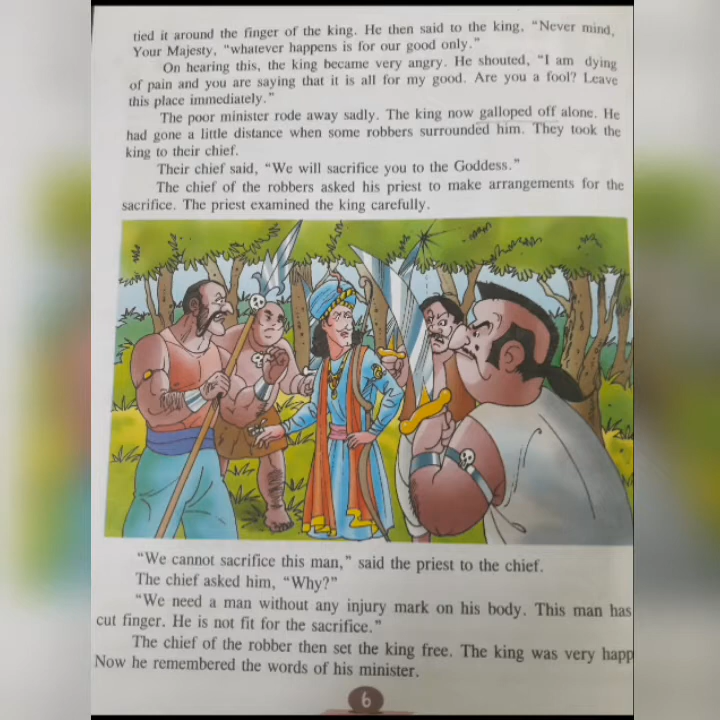 tied it around the finger of the king. He then said to the king, “Never mind,
Your Majesty, “whatever happens is for our good only.”
On hearing this, the king became very angry. He shouted, “I am dying
of pain and you are saying that it is all for my good. Are you a fool? Leave
this place immediately.”
The poor minister rode away sadly. The king now galloped off alone. He
had gone a little distance when some robbers surrounded him. They took the
king to their chief.
Their chief said, “We will sacrifice you to the Goddess.”
The chief of the robbers asked his priest to make arrangements for the
sacrifice. The priest examined the king carefully.
“We cannot sacrifice this man,” said the priest to the chief.
The chief asked him, “Why?”
“We need a man without any injury mark on his body. This man has
cut finger. He is not fit for the sacrifice.”
The chief of the robber then set the king free. The king was very happ
Now he remembered the words of his minister.
6